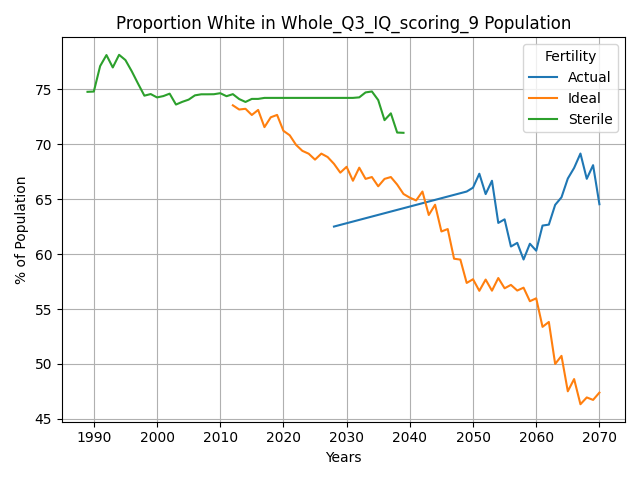 Proportion White in Whole_Q3_IQ_scoring_9 Population
Fertility
Actual
Ideal
Sterile
% of Population
75
70
65
60
55
50
45
1990
2000
2010
2020
2030
2040
2050
2060
2070
Years